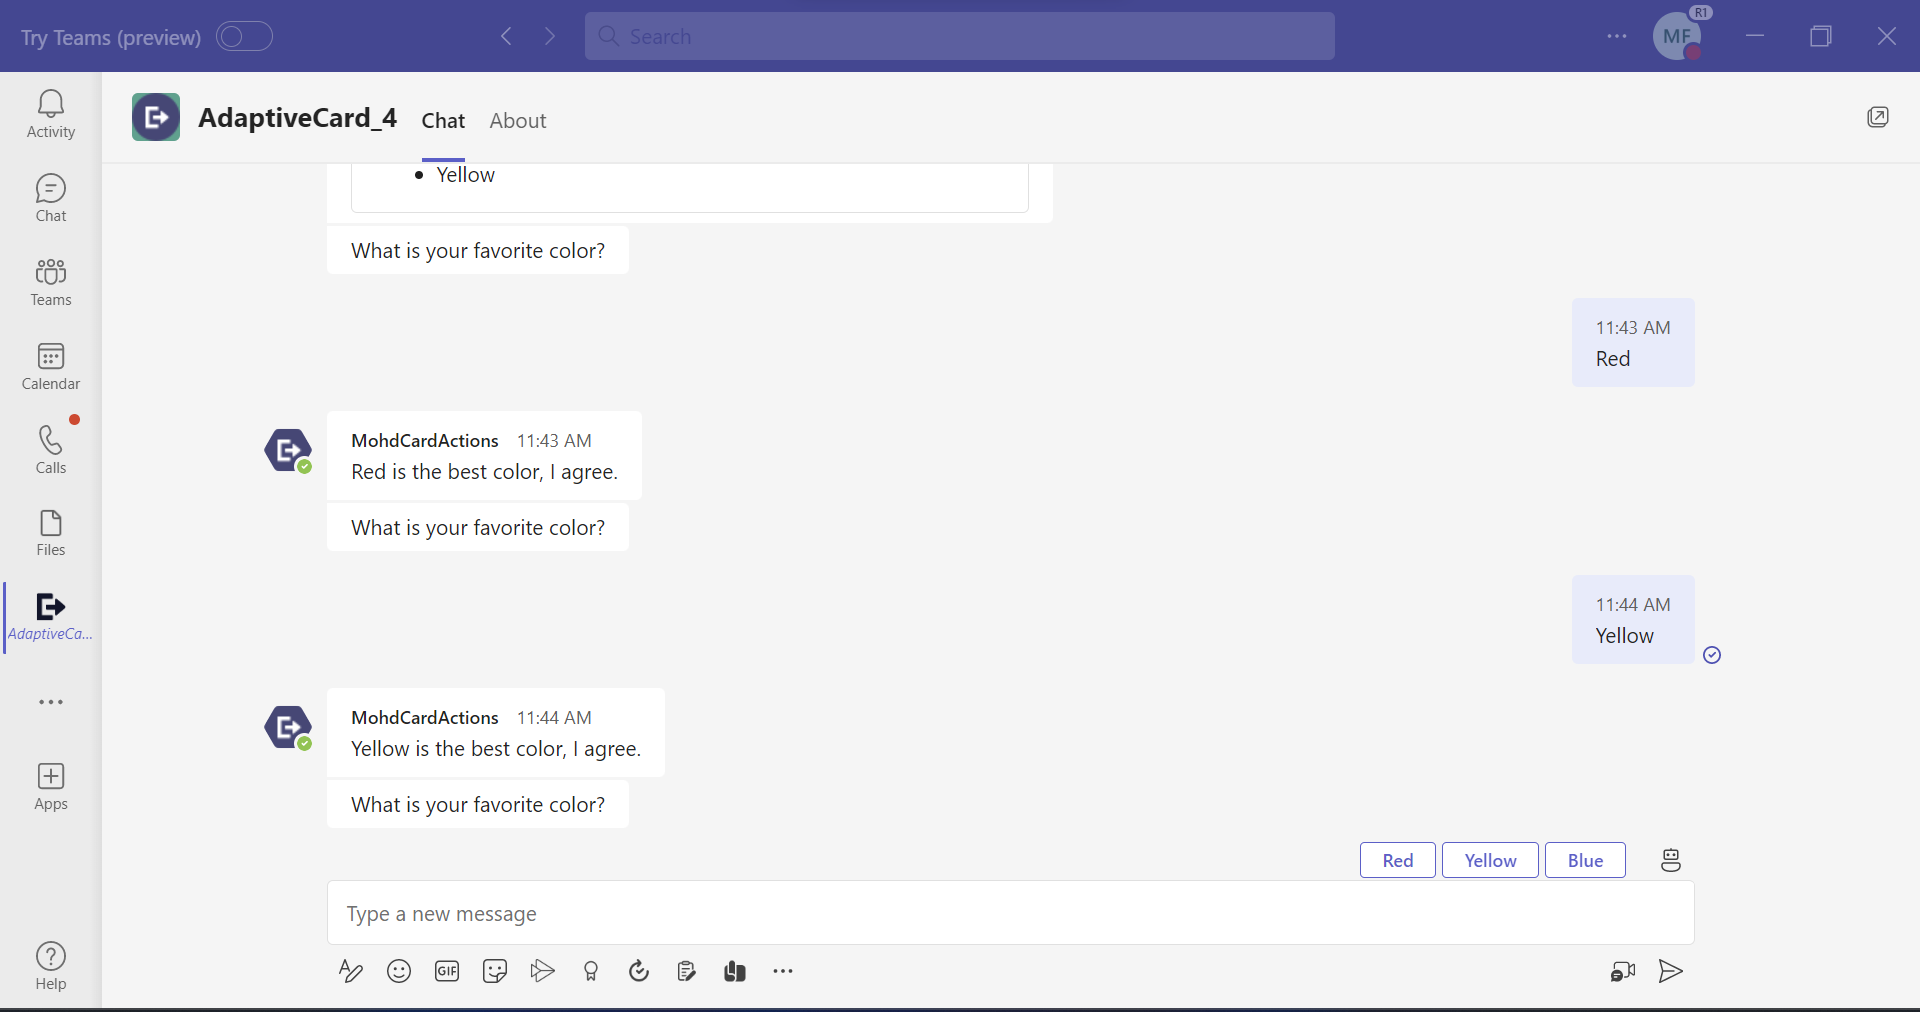 Try Teams (preview)
Search
MF
R1
Activity
Chat
Teams
Calendar
Calls
Files
AdaptiveCa...
Apps
Help
AdaptiveCard_4
Chat
About
• Yellow
What is your favorite color?
11:43 AM
Red
MohdCardActions 11:43 AM
Red is the best color, I agree.
What is your favorite color?
11:44 AM
Yellow
MohdCardActions 11:44 AM
Yellow is the best color, I agree.
What is your favorite color?
Red
Yellow
Blue
Type a new message
GIF